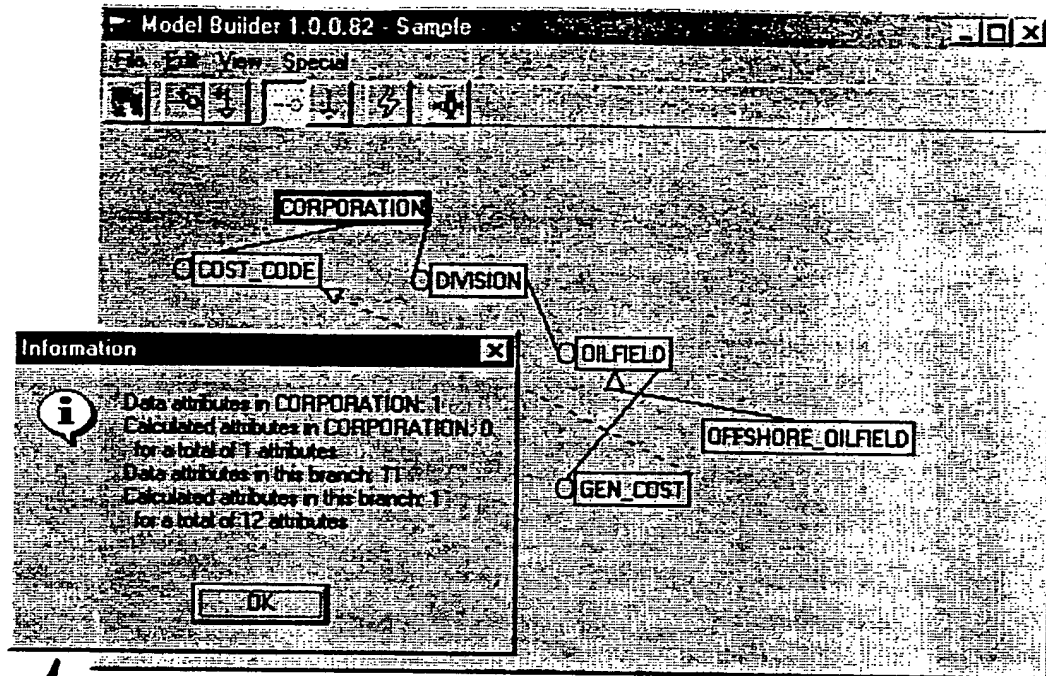 Model Builder 1.0.0.82 - Sample
File Edit View Special
CORPORATION
COST_CODE
DIVISION
OILFIELD
OFFSHORE_OILFIELD
GEN_COST
Information
Data attributes in CORPORATION: 1
Calculated attributes in CORPORATION: 0
for a total of 1 attributes
Data attributes in this branch: 11
Calculated attributes in this branch: 1
for a total of 12 attributes
OK